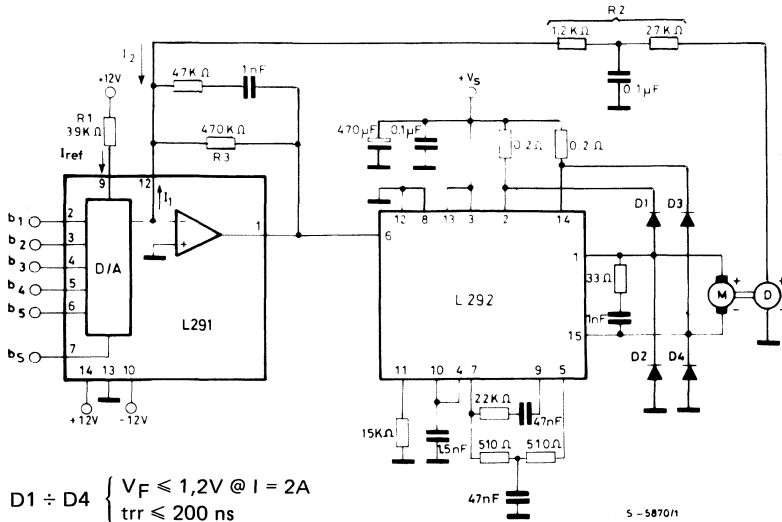 R2
1.2KΩ 27KΩ
0.1µF
I2
47KΩ 1nF
+12V
R1
39KΩ
Iref
470KΩ
R3
+Vs
470µF 0.1µF
0.2Ω 0.2Ω
9 12
I1
b1 2
b2 3
b3 4
b4 5
b5 6
bS 7
D/A
-
+
1
L291
14 13 10
+12V -12V
12 8 13 3 2 14
6
L292
1
15
D1 D3
33Ω
1nF
M
+
-
D
+
-
D2 D4
11 10 4 7 9 5
22KΩ
47nF
15KΩ
1.5nF
510Ω 510Ω
47nF
D1 ÷ D4 { VF ⩽ 1,2V @ I = 2A
trr ⩽ 200 ns
S-5870/1